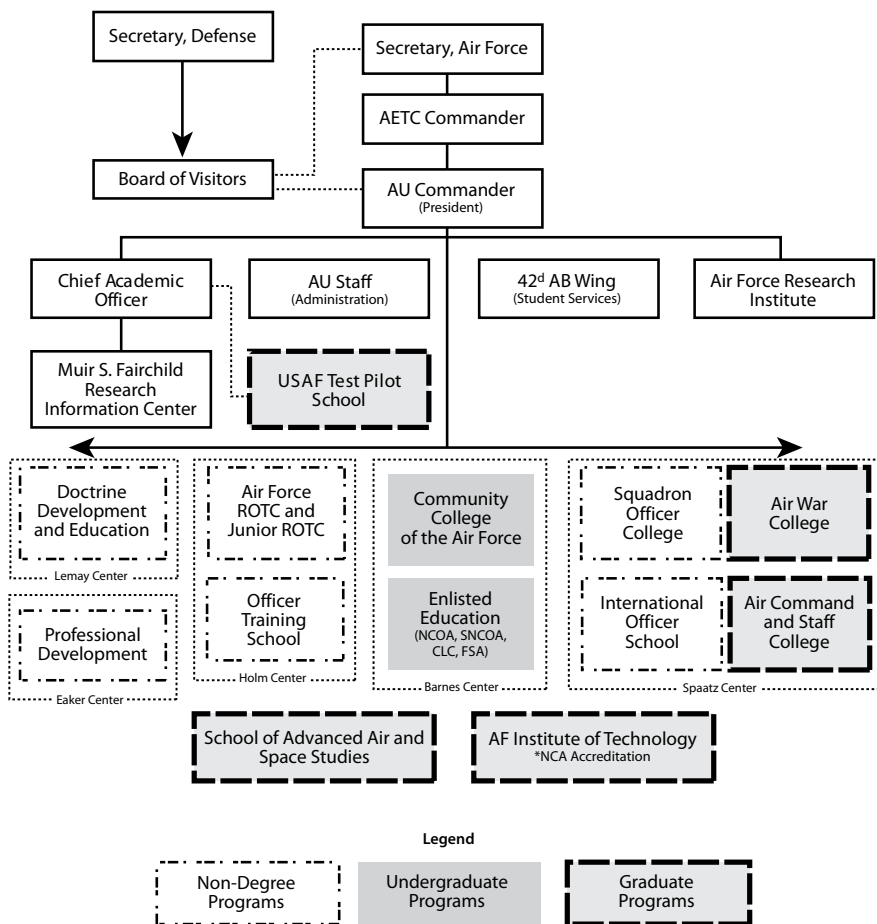 Secretary, Defense
Secretary, Air Force
AETC Commander
Board of Visitors
AU Commander
(President)
Chief Academic
Officer
AU Staff
(Administration)
42d AB Wing
(Student Services)
Air Force Research
Institute
Muir S. Fairchild
Research
Information Center
USAF Test Pilot
School
Doctrine
Development
and Education
Lemay Center
Professional
Development
Eaker Center
Air Force
ROTC and
Junior ROTC
Officer
Training
School
Holm Center
Community
College
of the Air Force
Enlisted
Education
(NCOA, SNCOA,
CLC, FSA)
Barnes Center
Squadron
Officer
College
Air War
College
International
Officer
School
Air Command
and Staff
College
Spaatz Center
School of Advanced Air and
Space Studies
AF Institute of Technology
*NCA Accreditation
Legend
Non-Degree
Programs
Undergraduate
Programs
Graduate
Programs